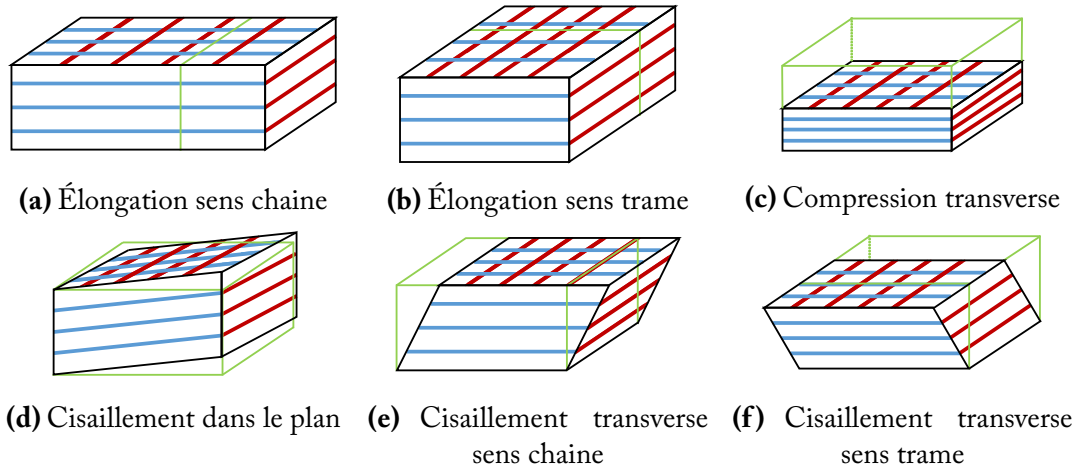 (a) Élongation sens chaine
(b) Élongation sens trame
(c) Compression transverse
(d) Cisaillement dans le plan
(e) Cisaillement transverse
sens chaine
(f) Cisaillement transverse
sens trame